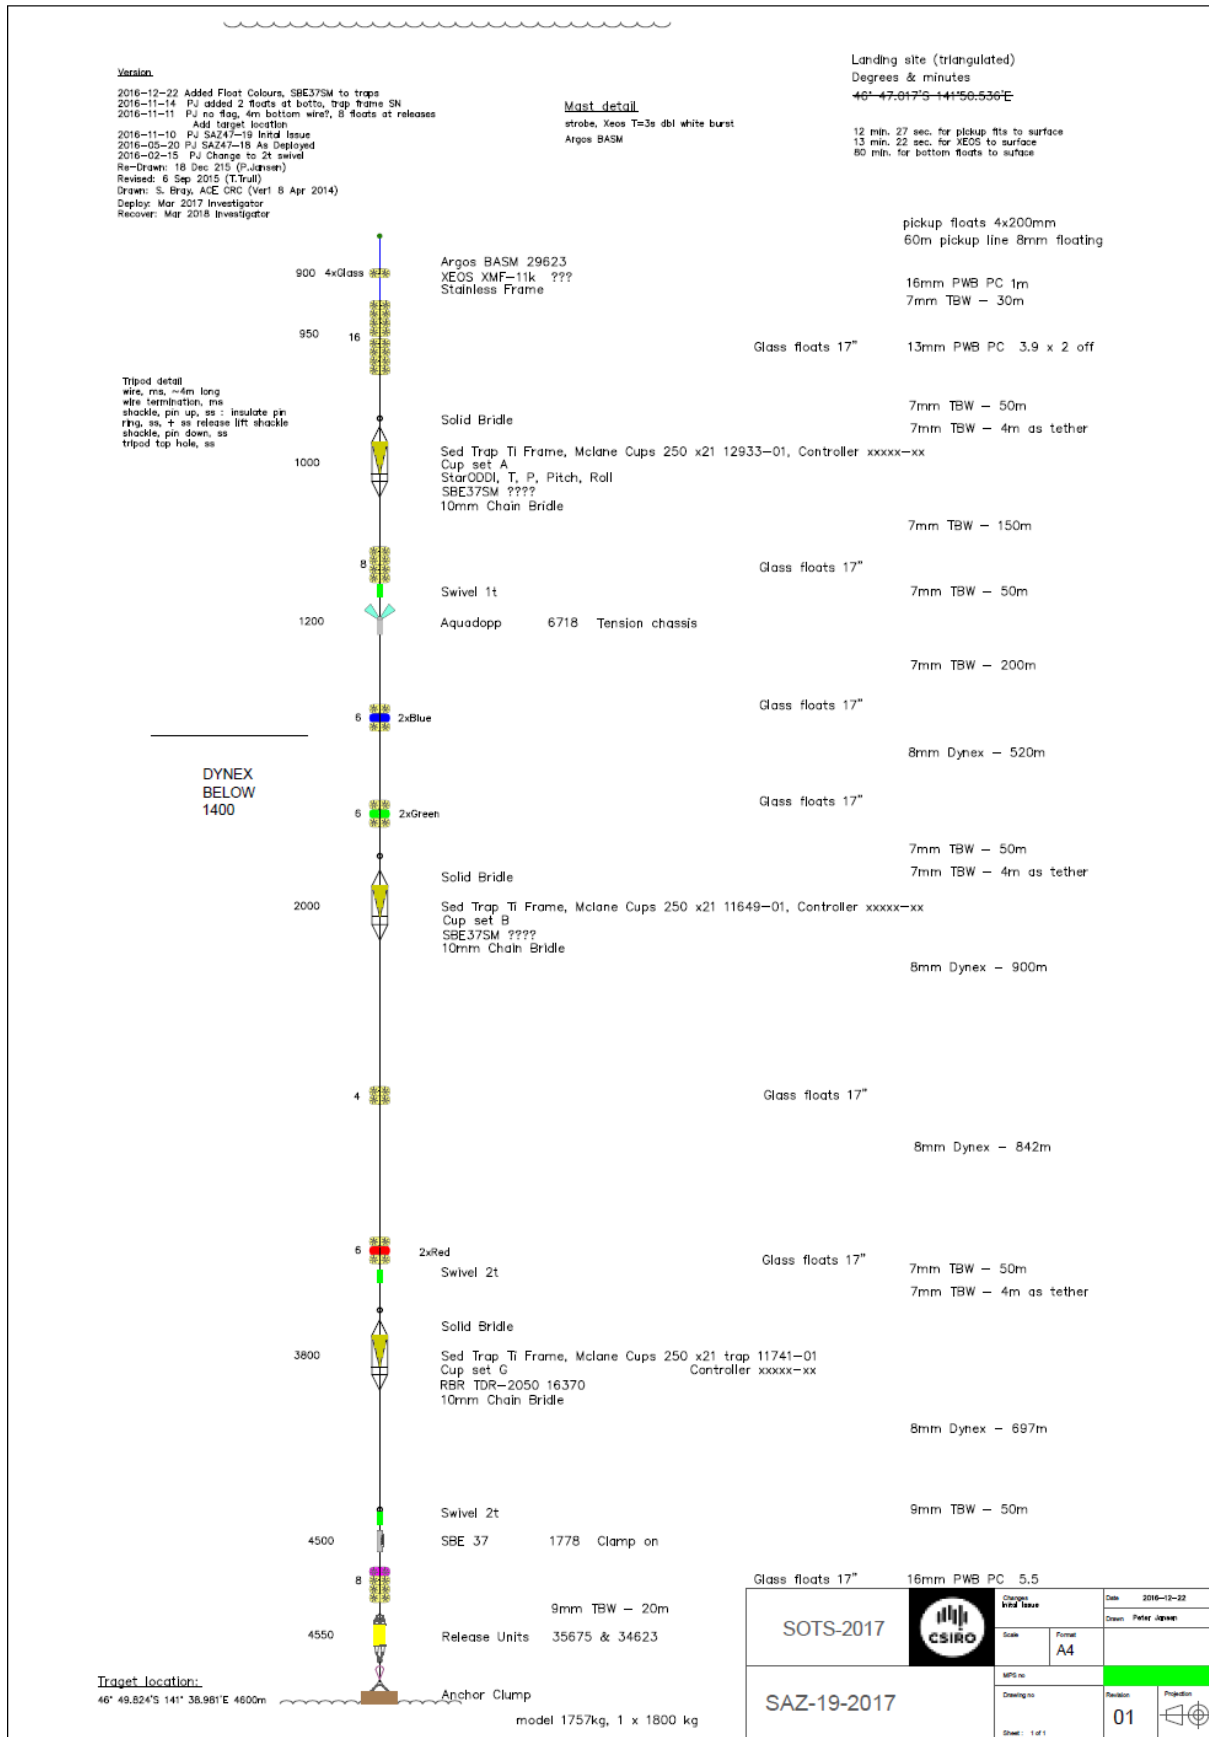 Version
2016-12-22 Added Float Colours, SBE37SM to traps
2016-11-14 PJ added 2 floats at botto, trap frame SN
2016-11-11 PJ no flag, 4m bottom wire?, 8 floats at releases
Add target location
2016-11-10 PJ SAZ47-19 Inital Issue
2016-05-20 PJ SAZ47-18 As Deployed
2016-02-15 PJ Change to 2t swivel
Re-Drawn: 18 Dec 215 (P.Jansen)
Revised: 6 Sep 2015 (T.Trull)
Drawn: S. Bray, ACE CRC (Ver1 8 Apr 2014)
Deploy: Mar 2017 Investigator
Recover: Mar 2018 Investigator
Mast detail
strobe, Xeos T=3s dbl white burst
Argos BASM
Landing site (triangulated)
Degrees & minutes
46° 47.017'S 141°50.536'E
12 min. 27 sec. for pickup flts to surface
13 min. 22 sec. for XEOS to surface
80 min. for bottom floats to suface
pickup floats 4x200mm
60m pickup line 8mm floating
900 4xGlass
Argos BASM 29623
XEOS XMF-11k ???
Stainless Frame
16mm PWB PC 1m
7mm TBW - 30m
950 16
Glass floats 17" 13mm PWB PC 3.9 x 2 off
Tripod detail
wire, ms, ~4m long
wire termination, ms
shackle, pin up, ss : insulate pin
ring, ss, + ss release lift shackle
shackle, pin down, ss
tripod top hole, ss
7mm TBW - 50m
Solid Bridle
7mm TBW - 4m as tether
1000
Sed Trap Ti Frame, Mclane Cups 250 x21 12933-01, Controller xxxxx-xx
Cup set A
StarODDI, T, P, Pitch, Roll
SBE37SM ????
10mm Chain Bridle
7mm TBW - 150m
8
Glass floats 17"
Swivel 1t
7mm TBW - 50m
1200
Aquadopp 6718 Tension chassis
7mm TBW - 200m
6 2xBlue
Glass floats 17"
8mm Dynex - 520m
DYNEX
BELOW
1400
6 2xGreen
Glass floats 17"
7mm TBW - 50m
Solid Bridle
7mm TBW - 4m as tether
2000
Sed Trap Ti Frame, Mclane Cups 250 x21 11649-01, Controller xxxxx-xx
Cup set B
SBE37SM ????
10mm Chain Bridle
8mm Dynex - 900m
4
Glass floats 17"
8mm Dynex - 842m
6 2xRed
Glass floats 17"
Swivel 2t
7mm TBW - 50m
7mm TBW - 4m as tether
Solid Bridle
3800
Sed Trap Ti Frame, Mclane Cups 250 x21 trap 11741-01
Cup set G Controller xxxxx-xx
RBR TDR-2050 16370
10mm Chain Bridle
8mm Dynex - 697m
Swivel 2t
9mm TBW - 50m
4500
SBE 37 1778 Clamp on
8
Glass floats 17" 16mm PWB PC 5.5
9mm TBW - 20m
4550
Release Units 35675 & 34623
Traget location:
46° 49.824'S 141° 38.981'E 4600m
Anchor Clump
model 1757kg, 1 x 1800 kg
SOTS-2017
CSIRO
Changes
Inital Issue
Date 2016-12-22
Drawn Peter Jansen
Scale
Format
A4
MPS no
SAZ-19-2017
Drawing no
Revision
01
Projection
Sheet : 1 of 1